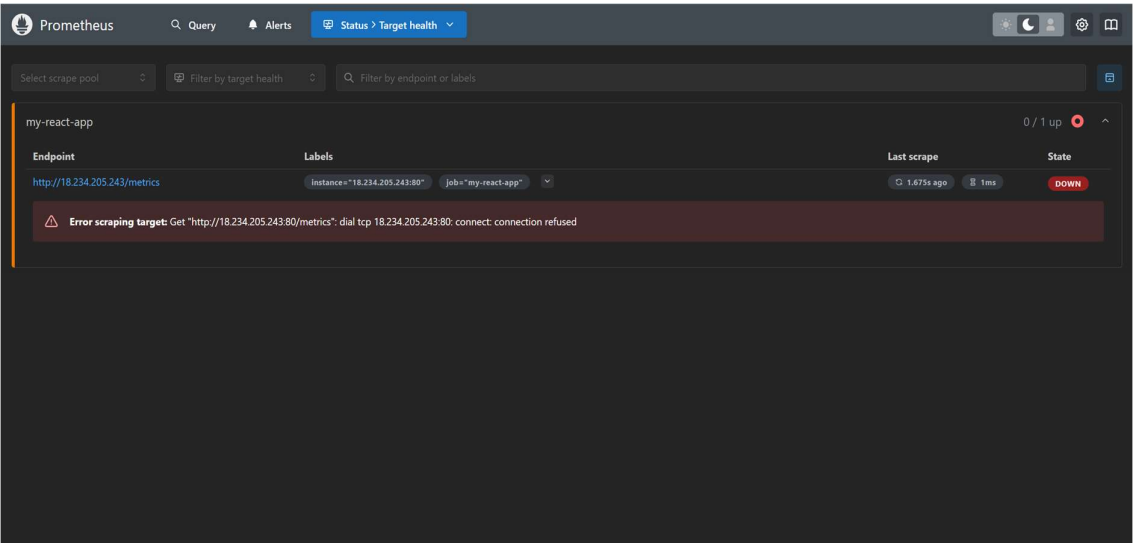 Prometheus Query Alerts Status > Target health
Select scrape pool Filter by target health Filter by endpoint or labels
my-react-app 0 / 1 up
Endpoint Labels Last scrape State
http://18.234.205.243/metrics instance="18.234.205.243:80" job="my-react-app" 1.675s ago 1ms DOWN
Error scraping target: Get "http://18.234.205.243:80/metrics": dial tcp 18.234.205.243:80: connect: connection refused